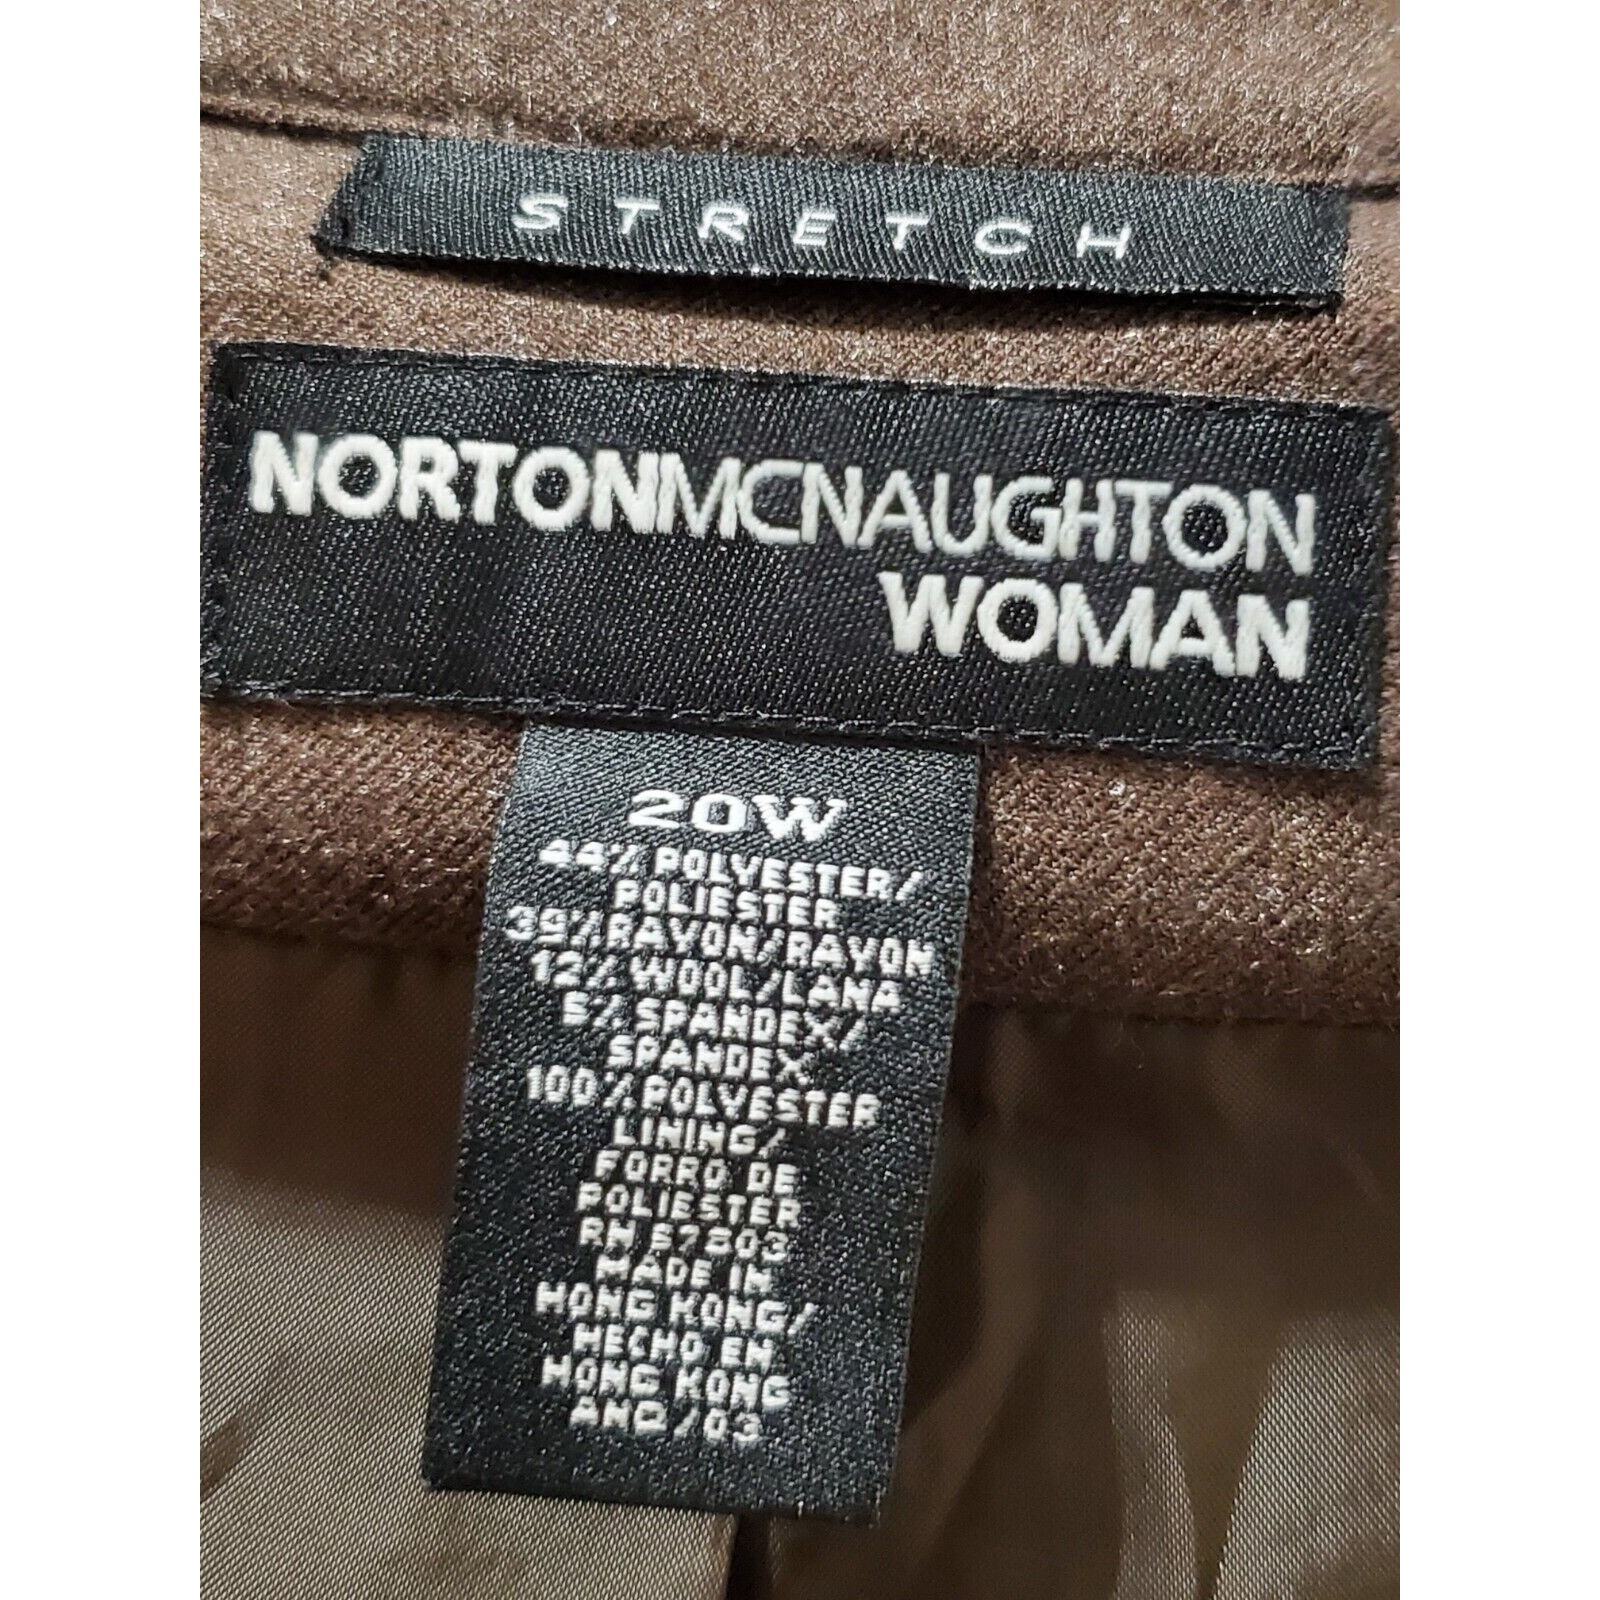 STRETCH
NORTONMCNAUGHTON
WOMAN
20W
44% POLYESTER/
POLIESTER
39% RAYON/RAYON
12% WOOL/LANA
5% SPANDEX/
SPANDEX
100% POLYESTER
LINING/
FORRO DE
POLIESTER
RN 57803
MADE IN
HONG KONG/
HECHO EN
HONG KONG
ANQ/03